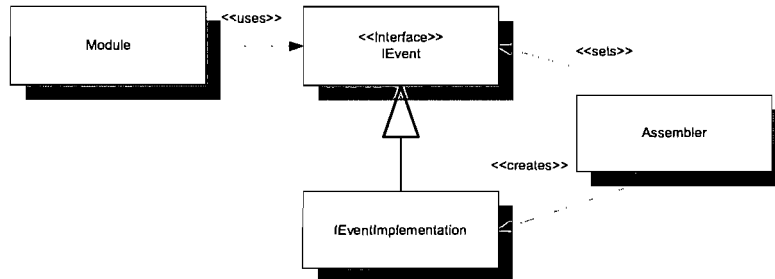 Module
<<uses>>
<<Interface>>
IEvent
<<sets>>
Assembler
<<creates>>
IEventImplementation